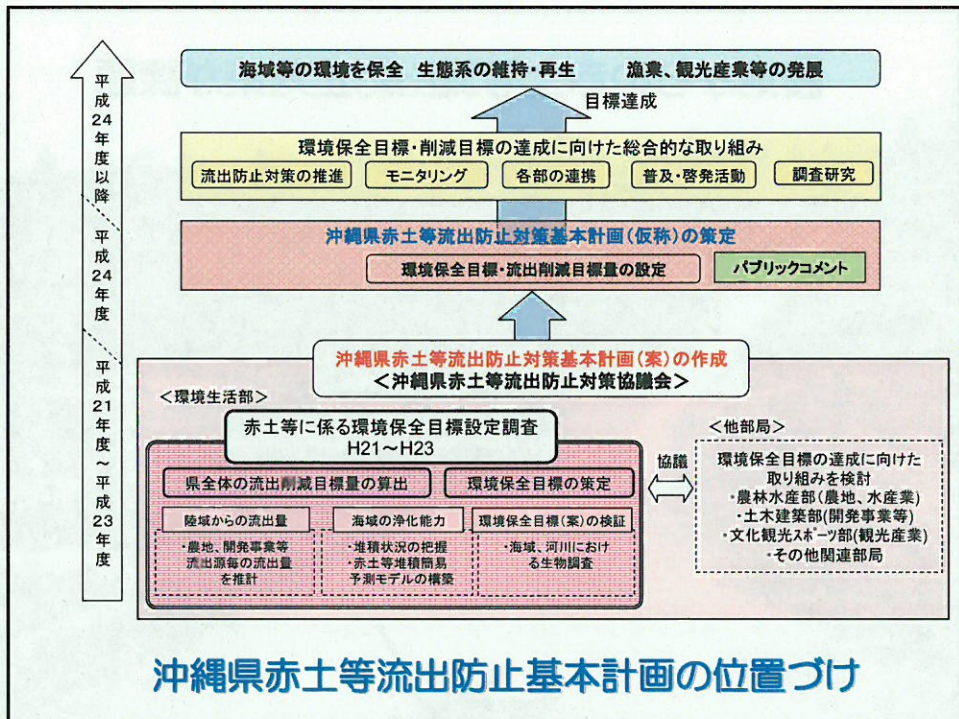 海域等の環境を保全 生態系の維持・再生 漁業、観光産業等の発展
目標達成
環境保全目標・削減目標の達成に向けた総合的な取り組み
流出防止対策の推進
モニタリング
各部の連携
普及・啓発活動
調査研究
沖縄県赤土等流出防止対策基本計画(仮称)の策定
環境保全目標・流出削減目標量の設定
パブリックコメント
沖縄県赤土等流出防止対策基本計画(案)の作成
<沖縄県赤土等流出防止対策協議会>
<環境生活部>
赤土等に係る環境保全目標設定調査
H21~H23
県全体の流出削減目標量の算出
環境保全目標の策定
陸域からの流出量
・農地、開発事業等
流出源毎の流出量
を推計
海域の浄化能力
・堆積状況の把握
・赤土等堆積簡易
予測モデルの構築
環境保全目標(案)の検証
・海域、河川におけ
る生物調査
協議
<他部局>
環境保全目標の達成に向けた
取り組みを検討
・農林水産部(農地、水産業)
・土木建築部(開発事業等)
・文化観光スポーツ部(観光産業)
・その他関連部局
平成24年度以降
平成24年度
平成21年度~平成23年度
沖縄県赤土等流出防止基本計画の位置づけ